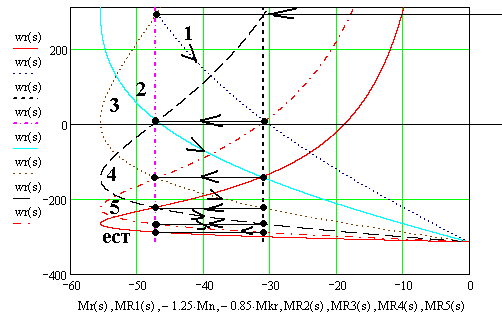 wr(s)
wr(s)
wr(s)
wr(s)
wr(s)
wr(s)
wr(s)
wr(s)
200
0
−200
−400
1
2
3
4
5
ест
−60
−50
−40
−30
−20
−10
0
Mr(s) , MR1(s) , − 1.25·Mn , − 0.85·Mkr , MR2(s) , MR3(s) , MR4(s) , MR5(s)